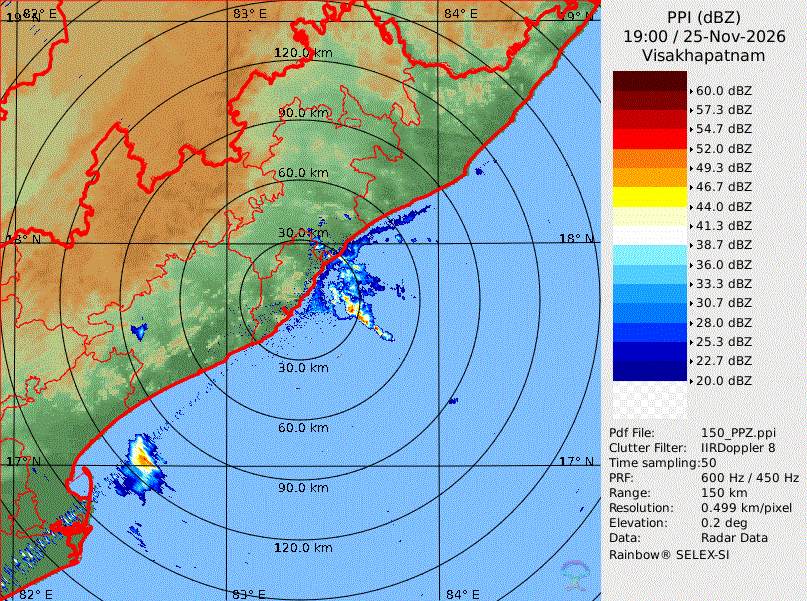 19° N
82° E
83° E
84° E
19° N
120.0 km
90.0 km
60.0 km
30.0 km
18° N
18° N
30.0 km
60.0 km
17° N
17° N
90.0 km
120.0 km
82° E
83° E
84° E
PPI (dBZ)
19:00 / 25-Nov-2026
Visakhapatnam
60.0 dBZ
57.3 dBZ
54.7 dBZ
52.0 dBZ
49.3 dBZ
46.7 dBZ
44.0 dBZ
41.3 dBZ
38.7 dBZ
36.0 dBZ
33.3 dBZ
30.7 dBZ
28.0 dBZ
25.3 dBZ
22.7 dBZ
20.0 dBZ
Pdf File: 150_PPZ.ppi
Clutter Filter: IIRDoppler 8
Time sampling:50
PRF: 600 Hz / 450 Hz
Range: 150 km
Resolution: 0.499 km/pixel
Elevation: 0.2 deg
Data: Radar Data
Rainbow® SELEX-SI